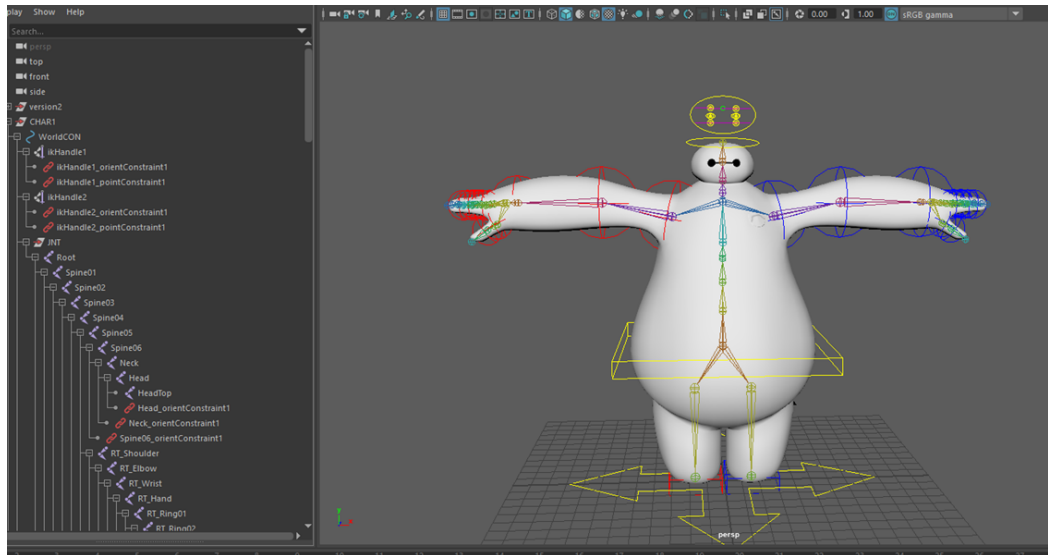 play Show Help
0.00 1.00 sRGB gamma
Search...
persp
top
front
side
version2
CHAR1
WorldCON
ikHandle1
ikHandle1_orientConstraint1
ikHandle1_pointConstraint1
ikHandle2
ikHandle2_orientConstraint1
ikHandle2_pointConstraint1
JNT
Root
Spine01
Spine02
Spine03
Spine04
Spine05
Spine06
Neck
Head
HeadTop
Head_orientConstraint1
Neck_orientConstraint1
Spine06_orientConstraint1
RT_Shoulder
RT_Elbow
RT_Wrist
RT_Hand
RT_Ring01
RT_Ring02
persp